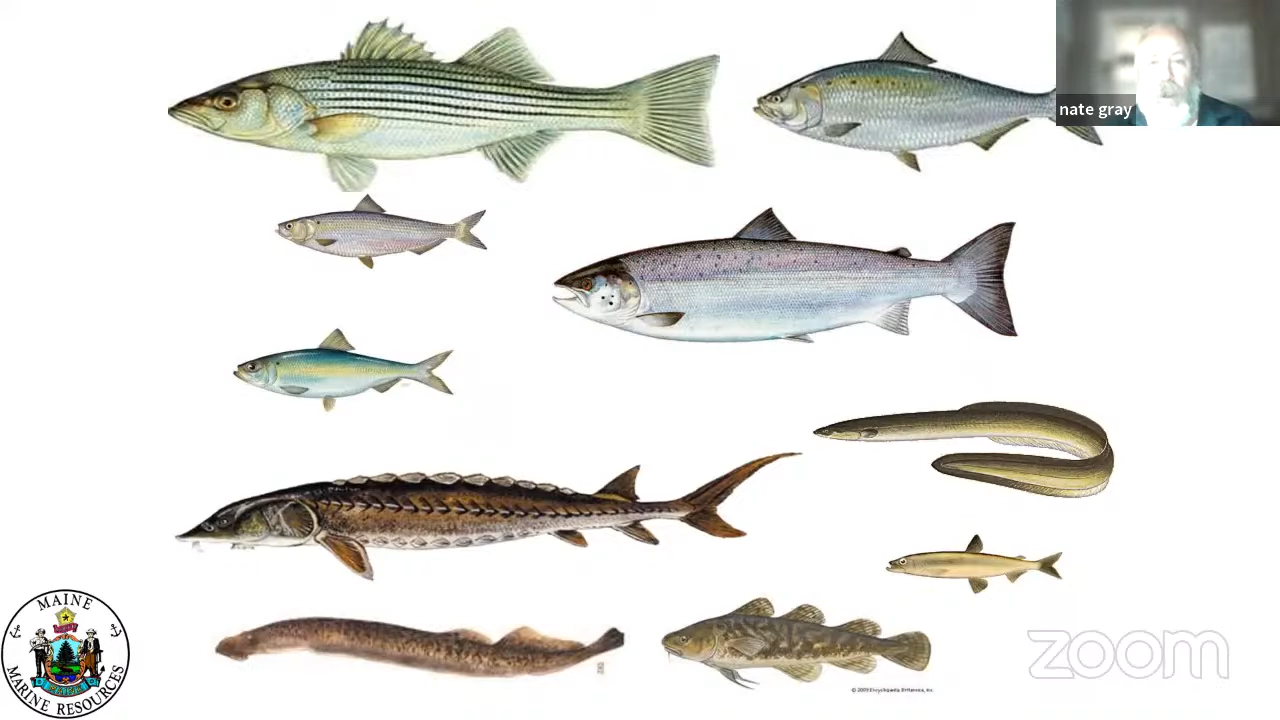 nate gray
MAINE
MARINE RESOURCES
© 2009 Encyclopædia Britannica, Inc.
zoom